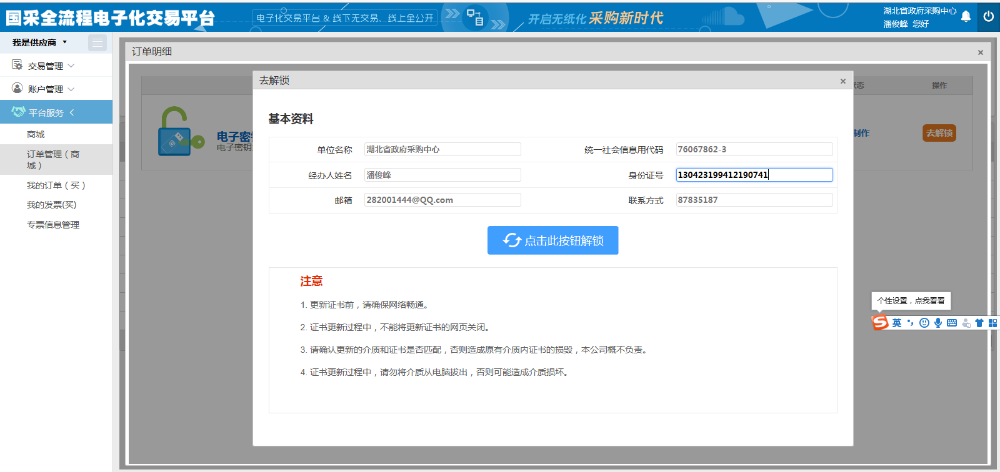 国采全流程电子化交易平台
电子化交易平台 & 线下无交易、线上全公开
开启无纸化 采购新时代
湖北省政府采购中心
潘俊峰 您好
我是供应商
订单明细
×
交易管理
账户管理
平台服务
商城
订单管理（商
城）
我的订单（买）
我的发票(买)
专票信息管理
去解锁
×
态
操作
电子密
电子密钥
制作
去解锁
基本资料
单位名称 湖北省政府采购中心 统一社会信息用代码 76067862-3
经办人姓名 潘俊峰 身份证号 130423199412190741
邮箱 282001444@QQ.com 联系方式 87835187
点击此按钮解锁
注意
1. 更新证书前，请确保网络畅通。
2. 证书更新过程中，不能将更新证书的网页关闭。
3. 请确认更新的介质和证书是否匹配，否则造成原有介质内证书的损毁，本公司概不负责。
4. 证书更新过程中，请勿将介质从电脑拔出，否则可能造成介质损坏。
个性设置，点我看看
S 英